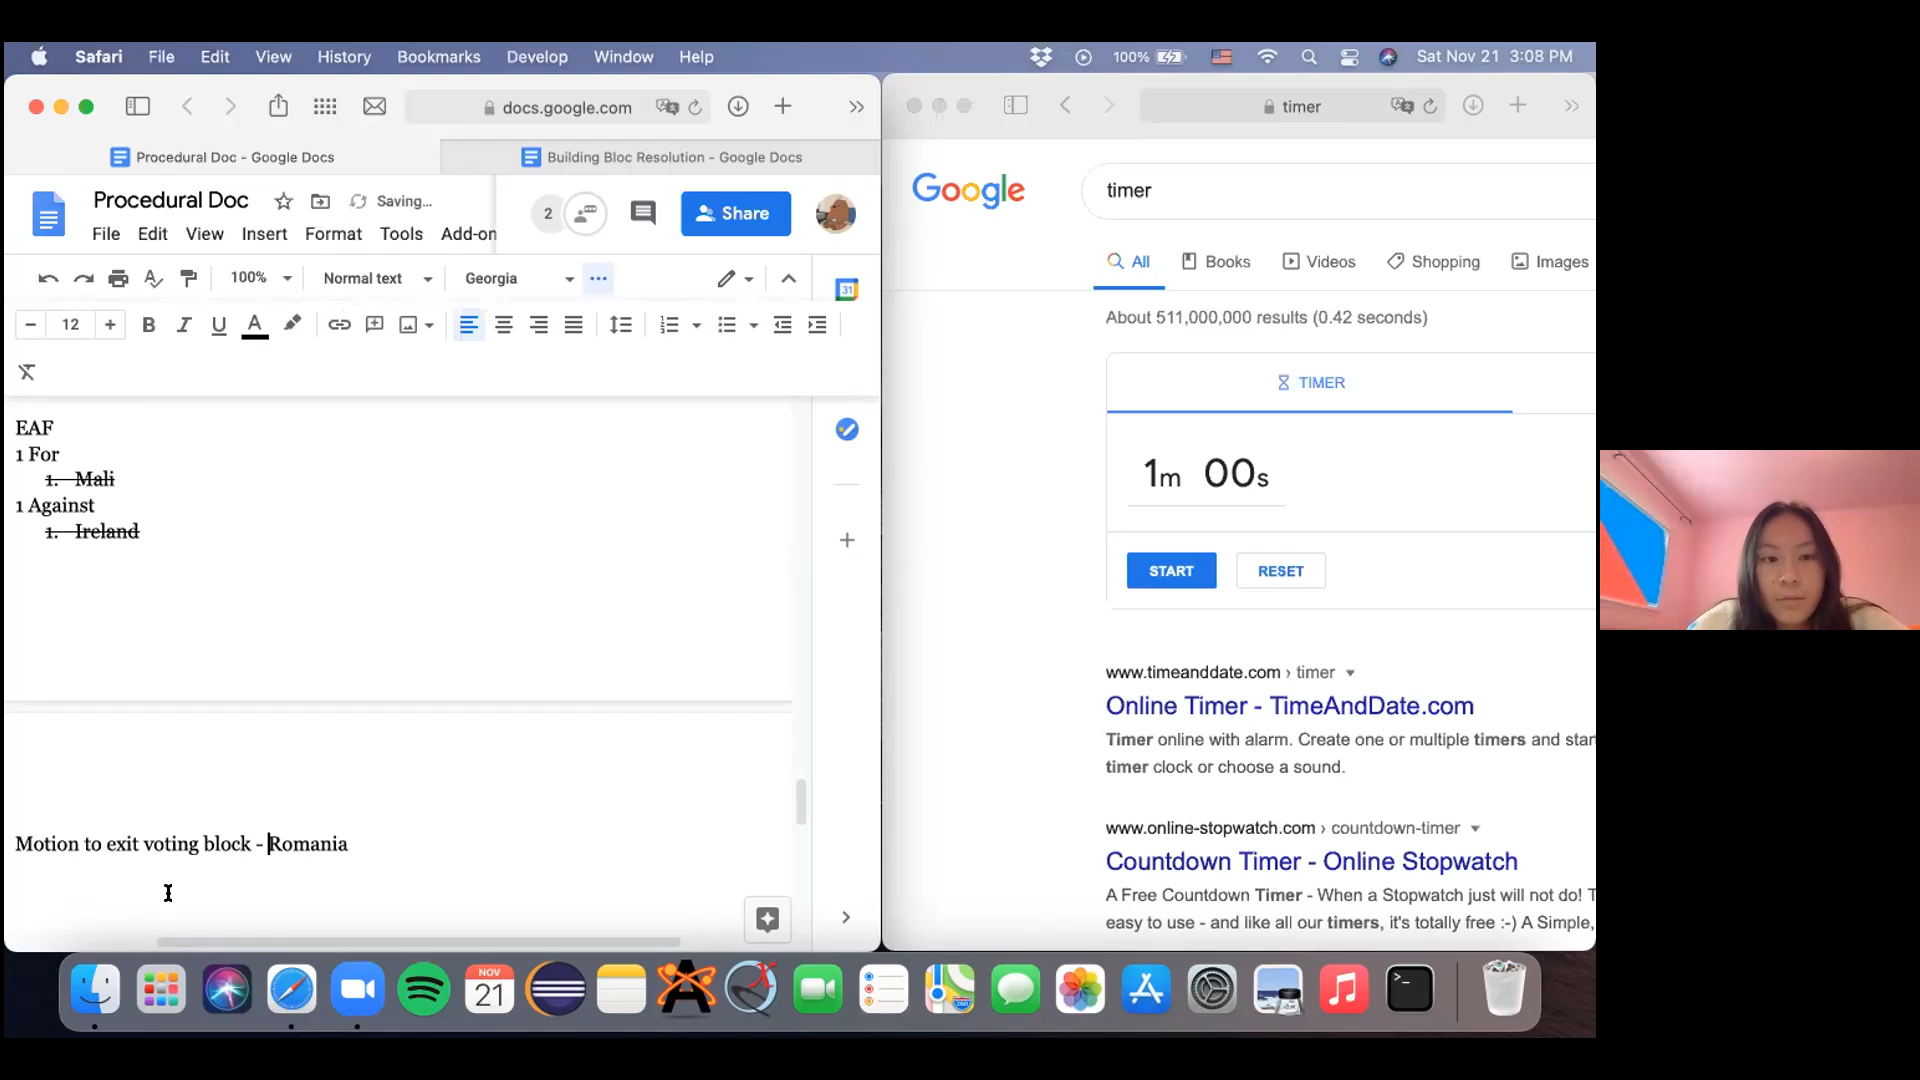 Safari File Edit View History Bookmarks Develop Window Help 100% Sat Nov 21 3:08 PM
docs.google.com
timer
Procedural Doc - Google Docs
Building Bloc Resolution - Google Docs
Procedural Doc Saving...
2
Share
File Edit View Insert Format Tools Add-on
100% Normal text Georgia
31
12 B I U A
EAF
1 For
1. Mali
1 Against
1. Ireland
Motion to exit voting block - Romania
Google
timer
All Books Videos Shopping Images
About 511,000,000 results (0.42 seconds)
TIMER
1m 00s
START RESET
www.timeanddate.com › timer
Online Timer - TimeAndDate.com
Timer online with alarm. Create one or multiple timers and star
timer clock or choose a sound.
www.online-stopwatch.com › countdown-timer
Countdown Timer - Online Stopwatch
A Free Countdown Timer - When a Stopwatch just will not do! T
easy to use - and like all our timers, it's totally free :-) A Simple,
NOV
21